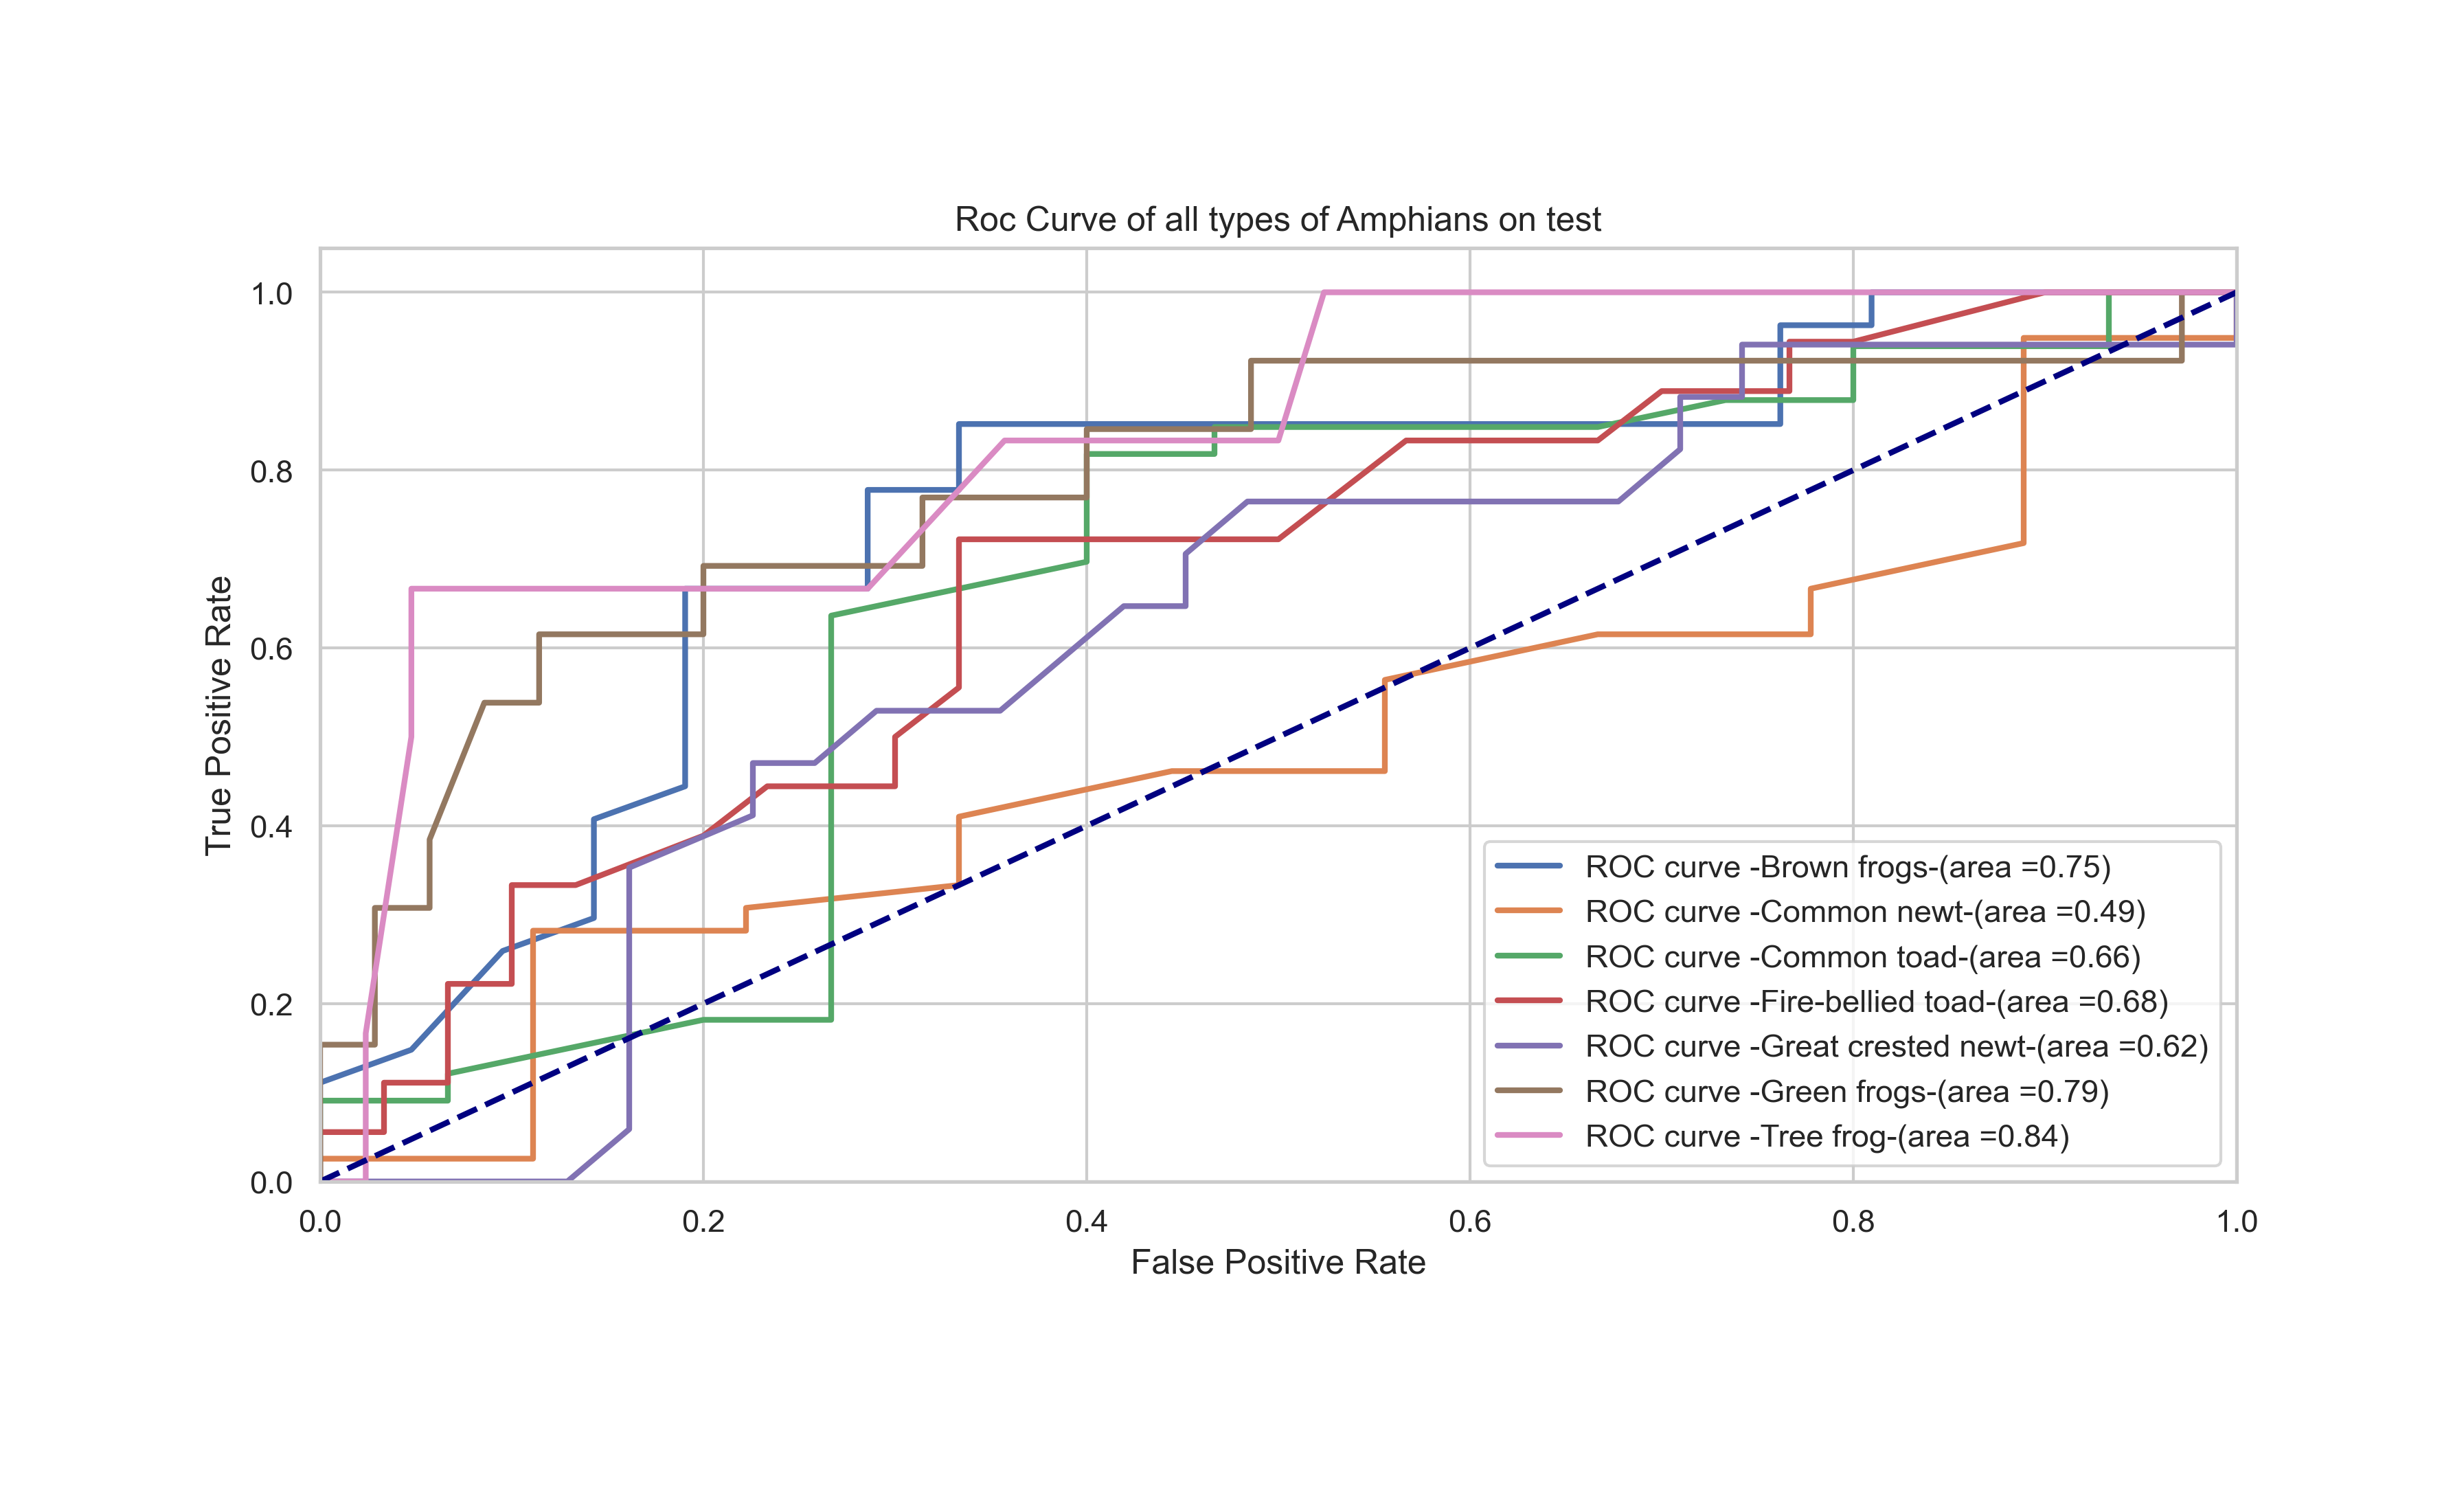 Roc Curve of all types of Amphians on test
1.0
0.8
0.6
0.4
0.2
0.0
True Positive Rate
0.0 0.2 0.4 0.6 0.8 1.0
False Positive Rate
ROC curve -Brown frogs-(area =0.75)
ROC curve -Common newt-(area =0.49)
ROC curve -Common toad-(area =0.66)
ROC curve -Fire-bellied toad-(area =0.68)
ROC curve -Great crested newt-(area =0.62)
ROC curve -Green frogs-(area =0.79)
ROC curve -Tree frog-(area =0.84)